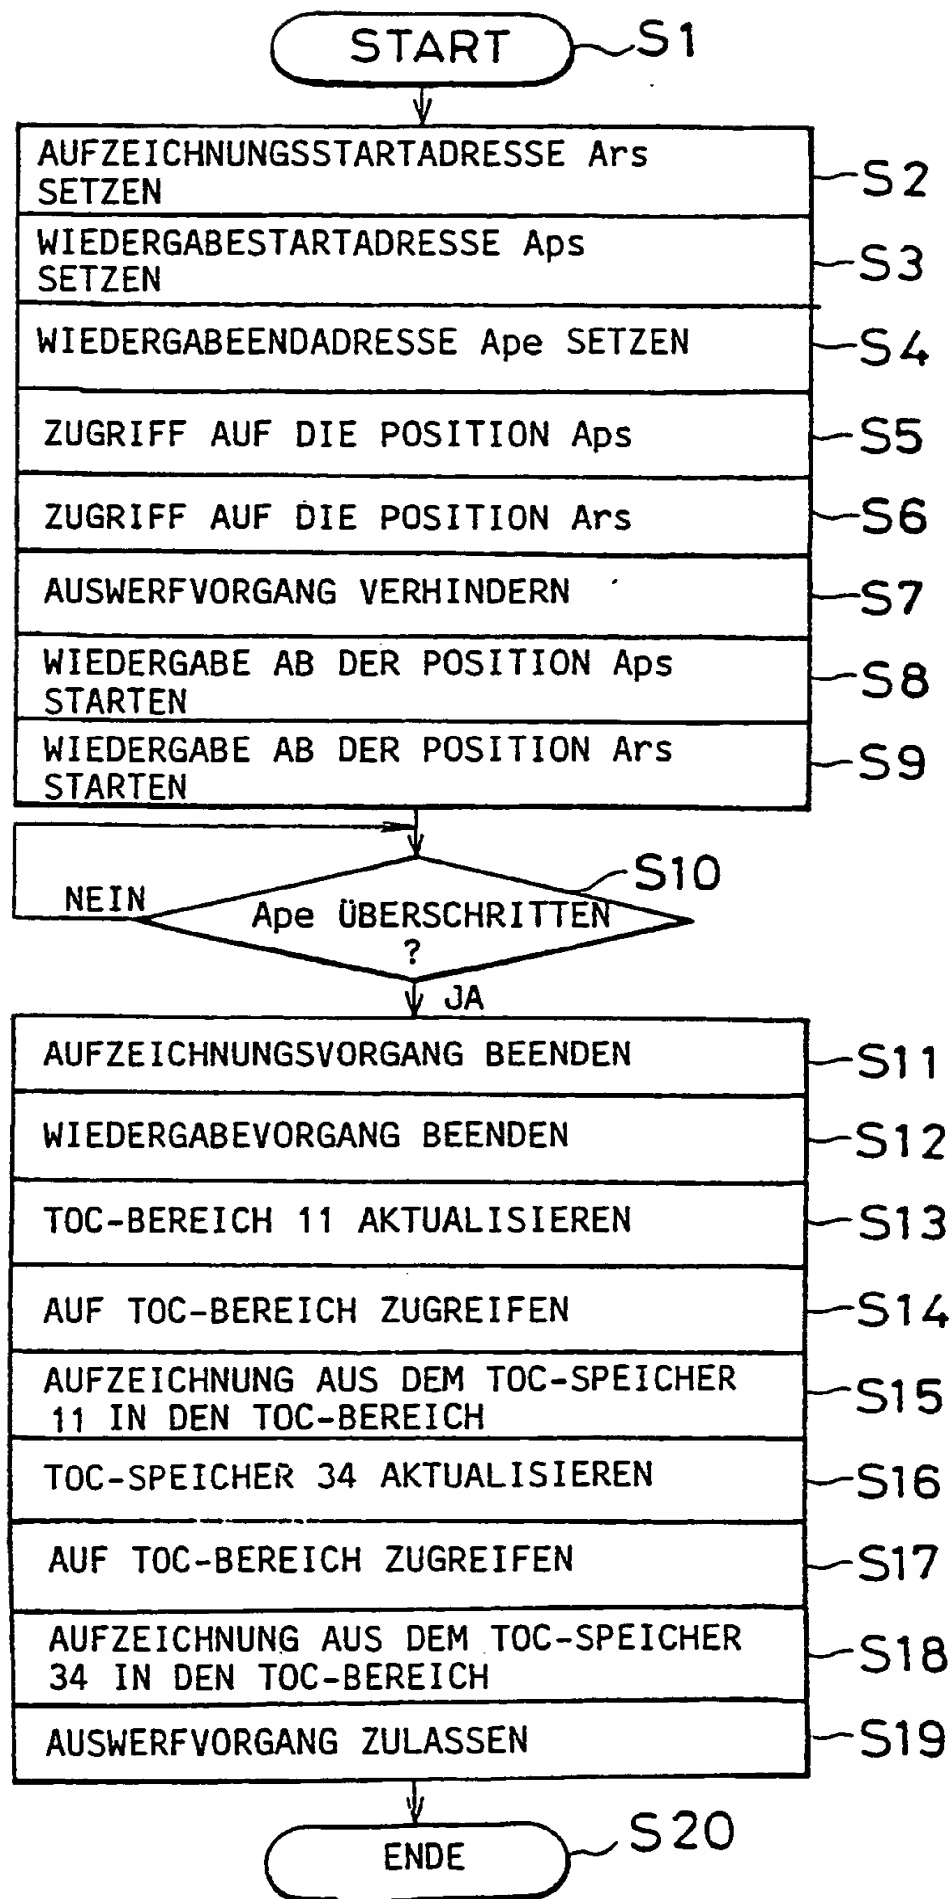 START S1
AUFZEICHNUNGSSTARTADRESSE Ars
SETZEN
S2
WIEDERGABESTARTADRESSE Aps
SETZEN
S3
WIEDERGABEENDADRESSE Ape SETZEN S4
ZUGRIFF AUF DIE POSITION Aps S5
ZUGRIFF AUF DIE POSITION Ars S6
AUSWERFVORGANG VERHINDERN S7
WIEDERGABE AB DER POSITION Aps
STARTEN
S8
WIEDERGABE AB DER POSITION Ars
STARTEN
S9
S10
NEIN
Ape ÜBERSCHRITTEN
?
JA
AUFZEICHNUNGSVORGANG BEENDEN S11
WIEDERGABEVORGANG BEENDEN S12
TOC-BEREICH 11 AKTUALISIEREN S13
AUF TOC-BEREICH ZUGREIFEN S14
AUFZEICHNUNG AUS DEM TOC-SPEICHER
11 IN DEN TOC-BEREICH
S15
TOC-SPEICHER 34 AKTUALISIEREN S16
AUF TOC-BEREICH ZUGREIFEN S17
AUFZEICHNUNG AUS DEM TOC-SPEICHER
34 IN DEN TOC-BEREICH
S18
AUSWERFVORGANG ZULASSEN S19
ENDE S20